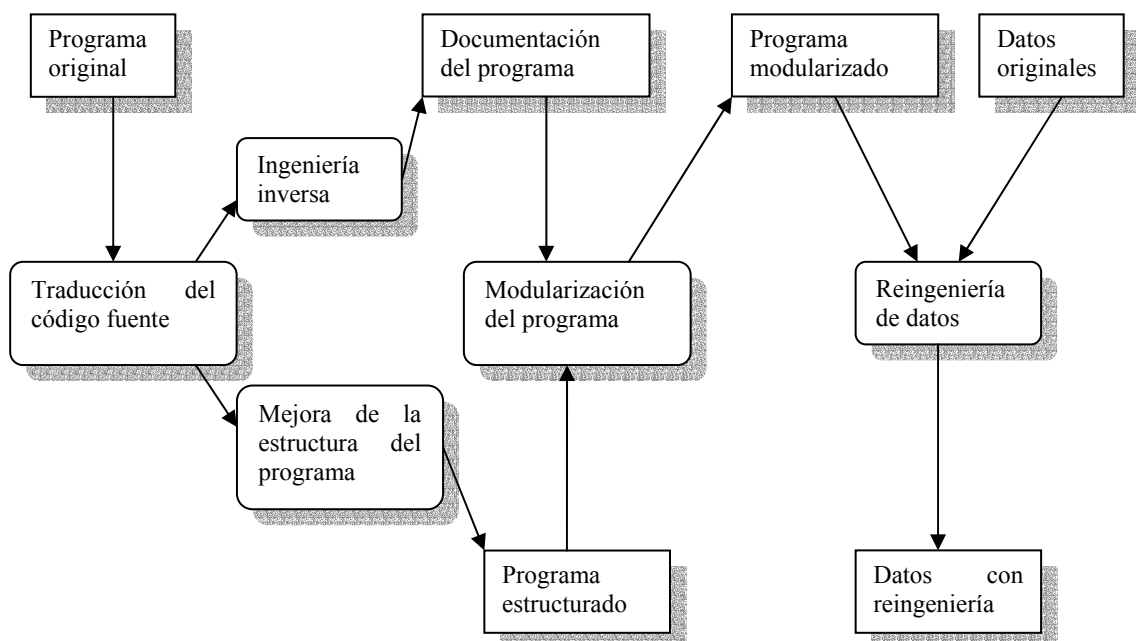 Programa
original
Documentación
del programa
Programa
modularizado
Datos
originales
Ingeniería
inversa
Traducción del
código fuente
Modularización
del programa
Reingeniería
de datos
Mejora de la
estructura del
programa
Programa
estructurado
Datos con
reingeniería